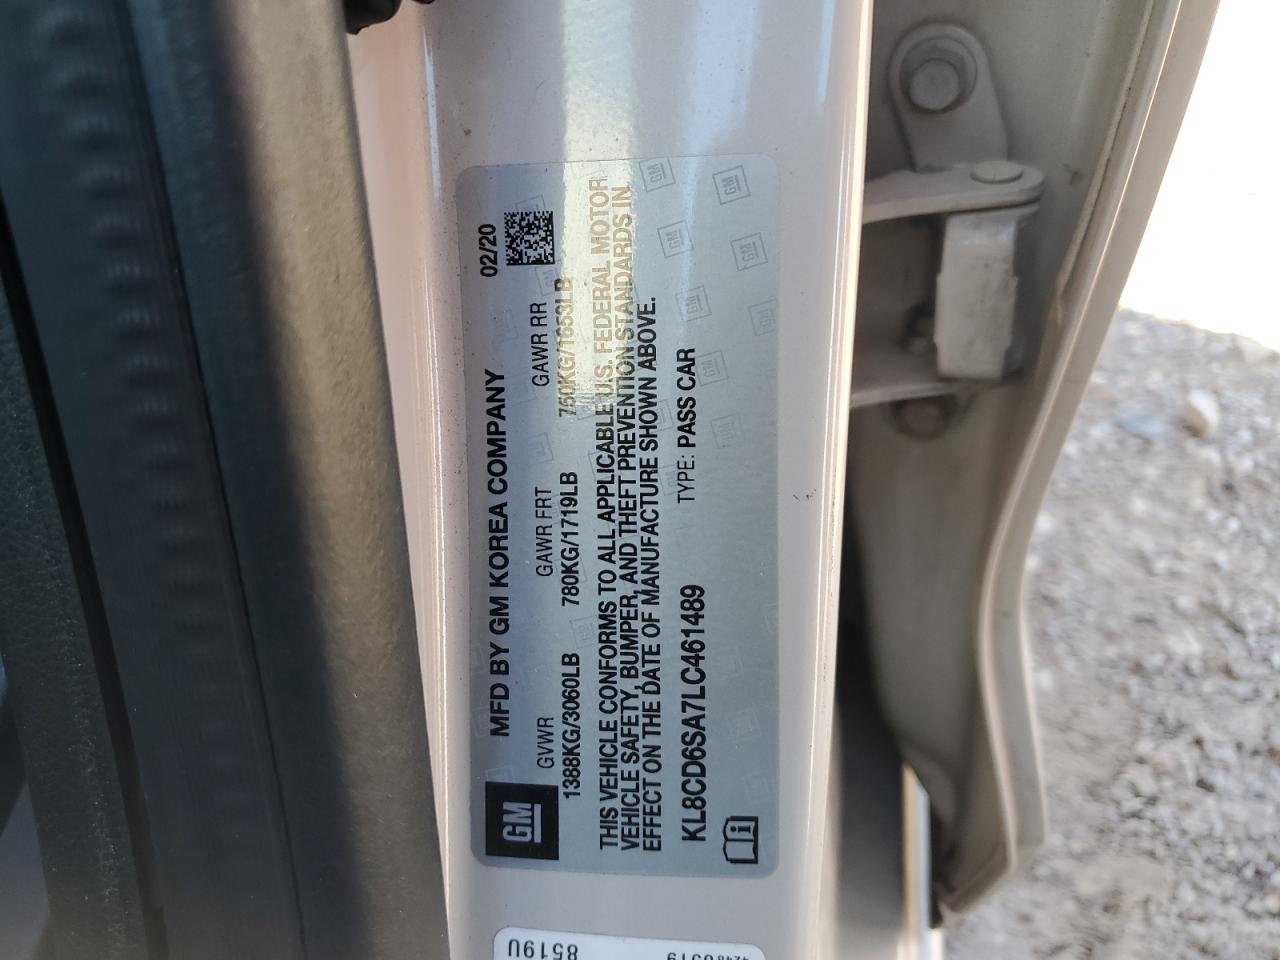 MFD BY GM KOREA COMPANY 02/20
GVWR GAWR FRT GAWR RR
1388KG/3060LB 780KG/1719LB 750KG/1653LB
THIS VEHICLE CONFORMS TO ALL APPLICABLE U.S. FEDERAL MOTOR
VEHICLE SAFETY, BUMPER, AND THEFT PREVENTION STANDARDS IN
EFFECT ON THE DATE OF MANUFACTURE SHOWN ABOVE.
KL8CD6SA7LC461489 TYPE: PASS CAR
GM
8519U